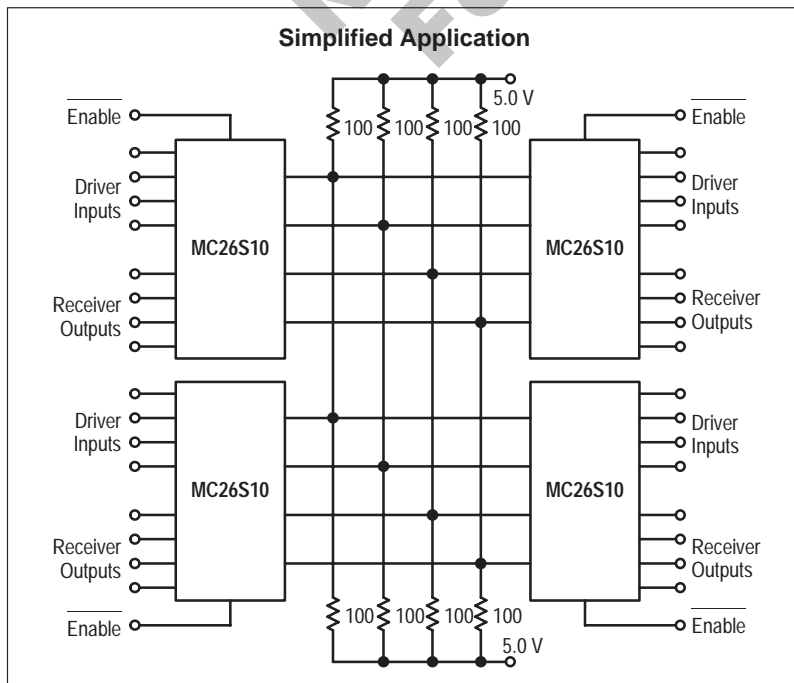 Simplified Application
5.0 V
Enable
100 100 100 100
Enable
Driver
Inputs
MC26S10
MC26S10
Driver
Inputs
Receiver
Outputs
Receiver
Outputs
Driver
Inputs
MC26S10
MC26S10
Driver
Inputs
Receiver
Outputs
Receiver
Outputs
Enable
100 100 100 100
Enable
5.0 V